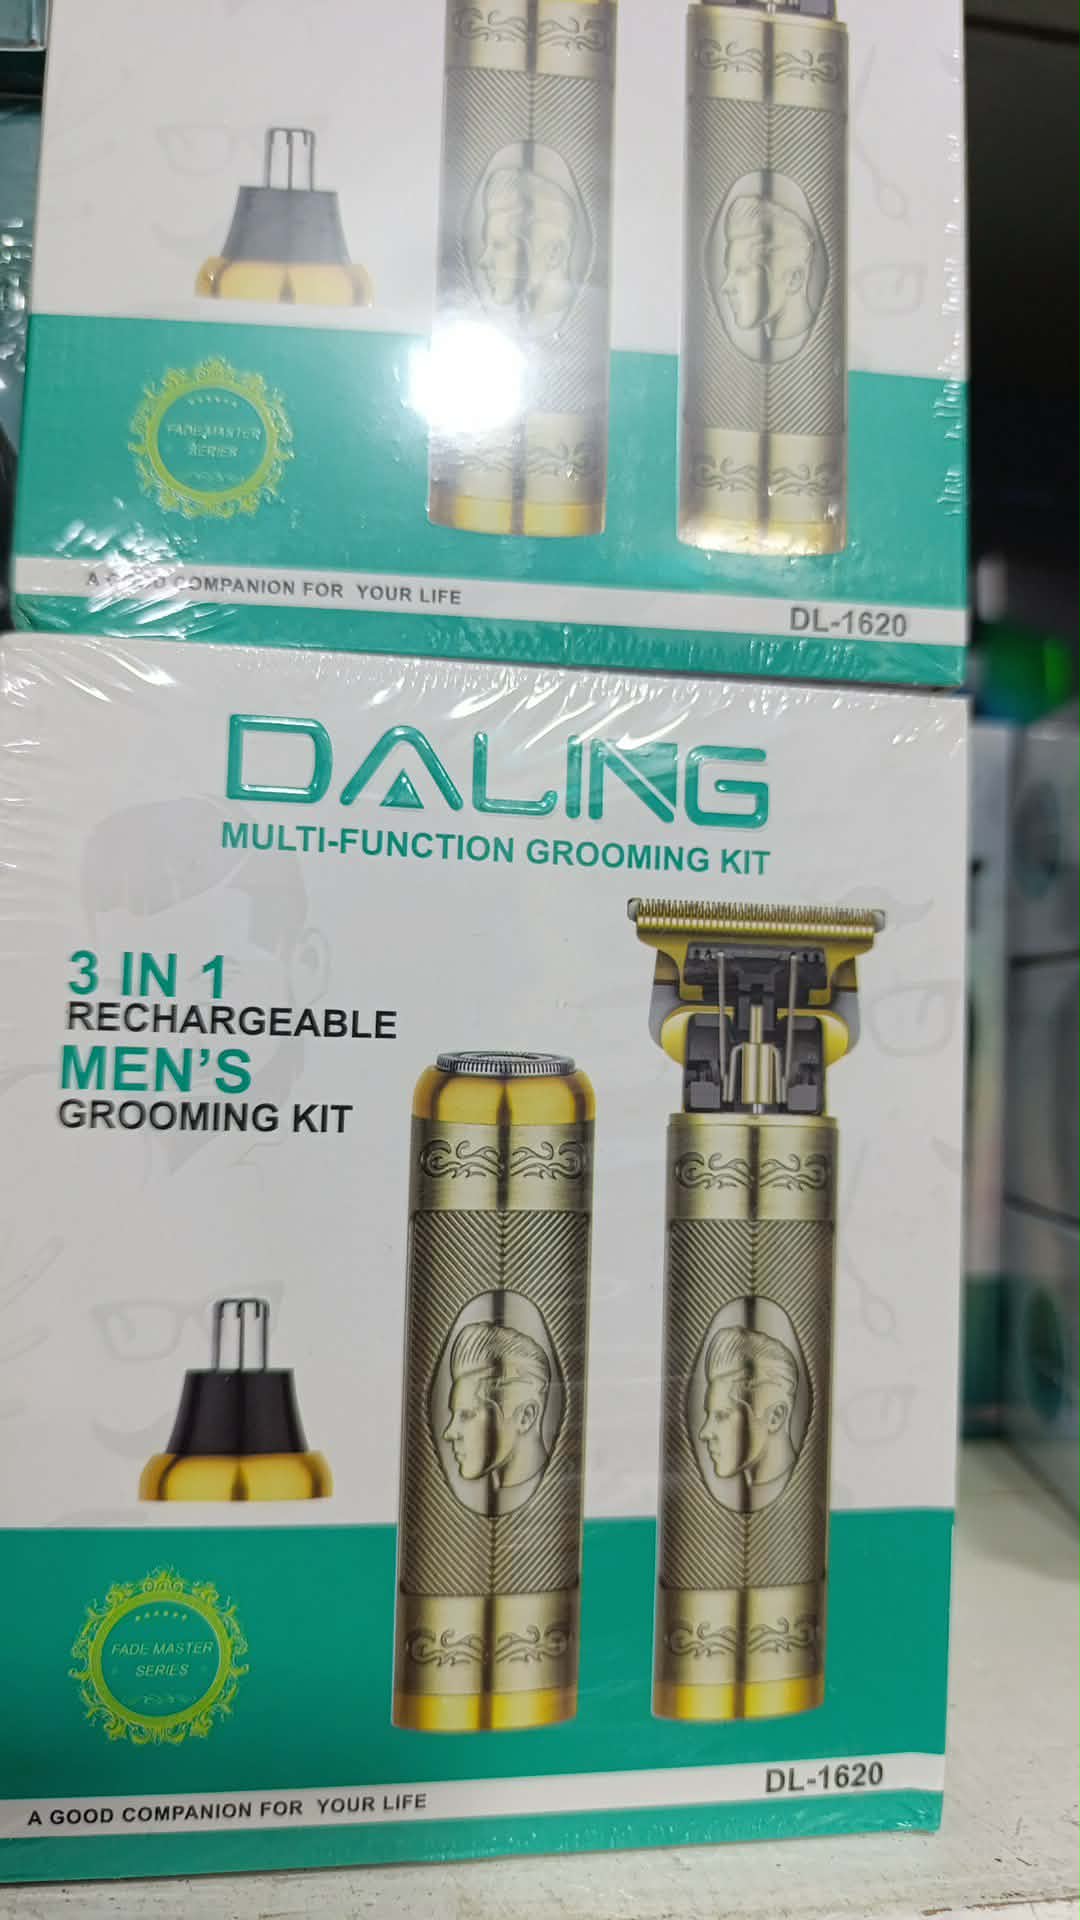 FADE MASTER
SERIES
A GOOD COMPANION FOR YOUR LIFE
DL-1620
DALING
MULTI-FUNCTION GROOMING KIT
3 IN 1
RECHARGEABLE
MEN'S
GROOMING KIT
FADE MASTER
SERIES
DL-1620
A GOOD COMPANION FOR YOUR LIFE